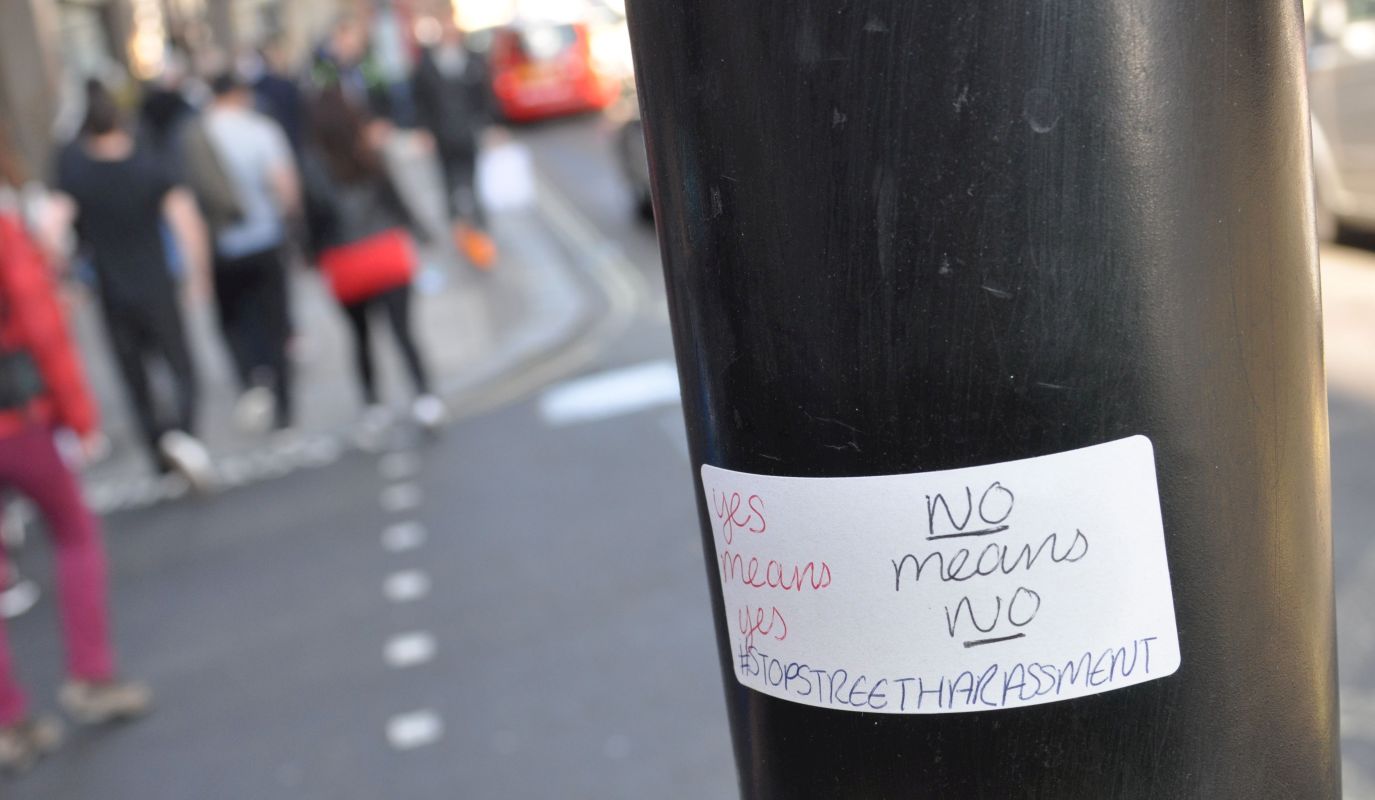 yes
means
yes
NO
means
NO
#STOPSTREETHARASSMENT